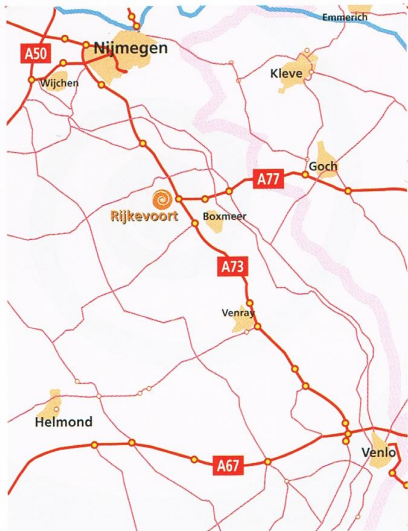 Emmerich
Nijmegen
A50
Kleve
Wijchen
Goch
A77
Rijkevoort
Boxmeer
A73
Venray
Helmond
Venlo
A67